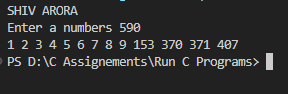 SHIV ARORA
Enter a numbers 590
1 2 3 4 5 6 7 8 9 153 370 371 407
PS D:\C Assignements\Run C Programs>